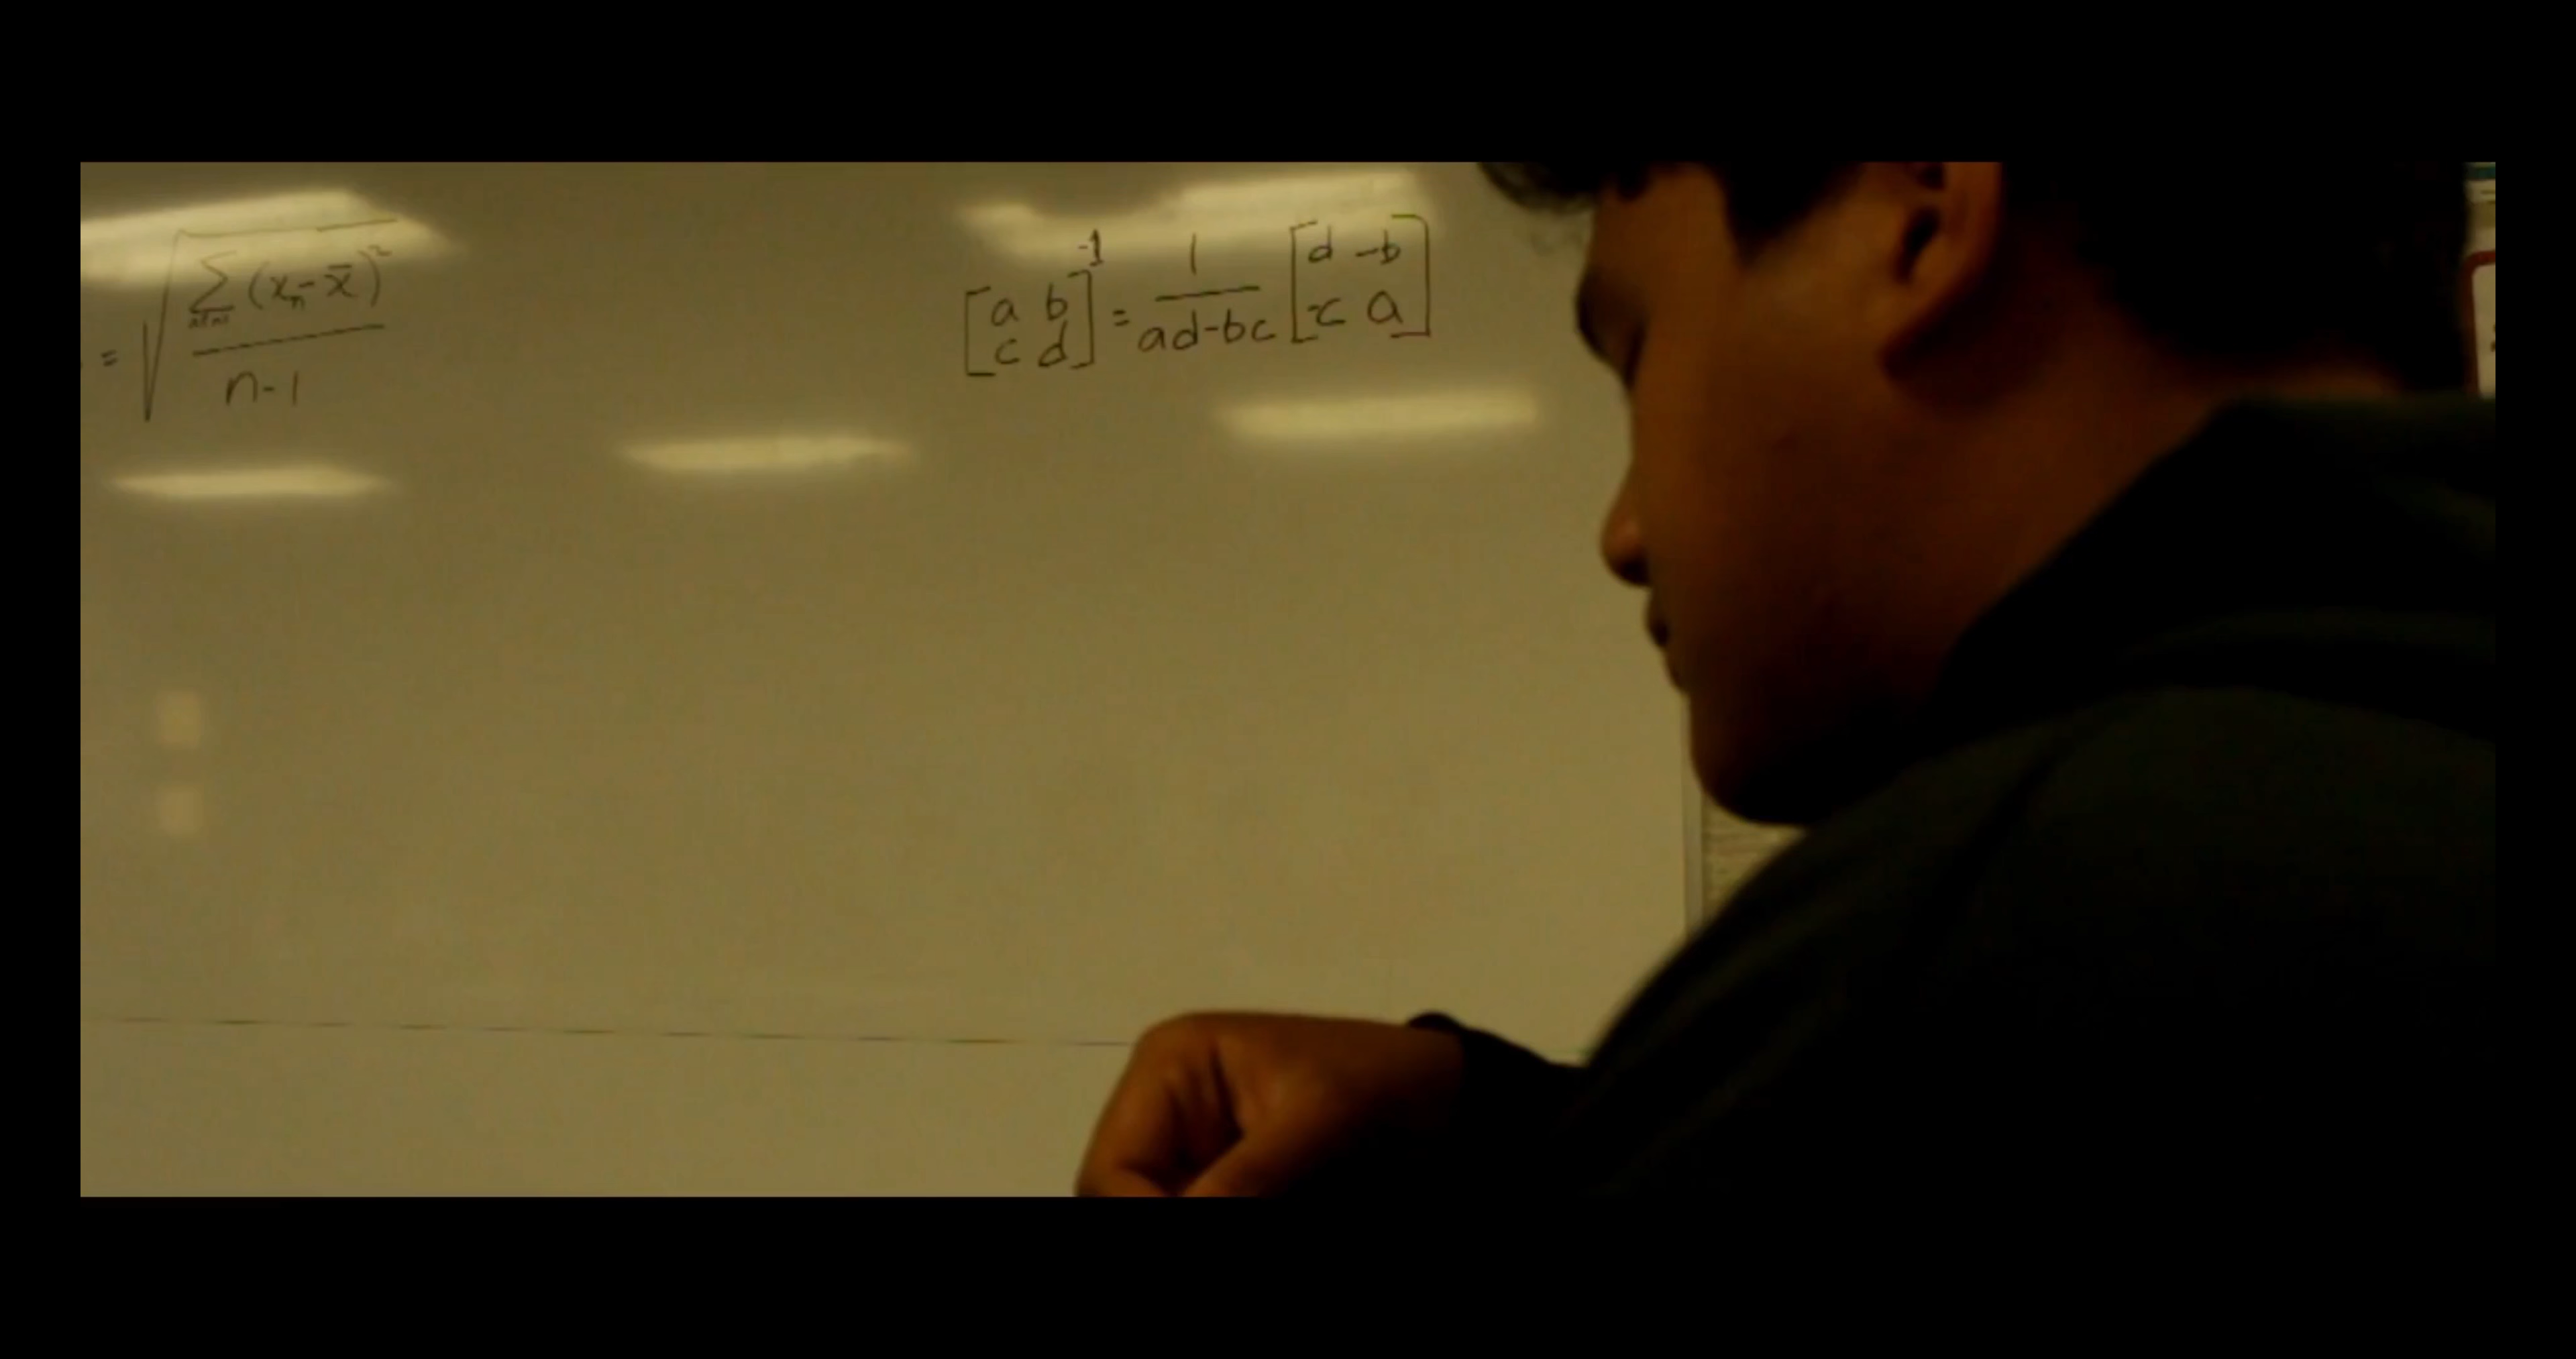 = √(Σ (xₙ - x̄)² / (n-1))
[a b; c d]⁻¹ = 1/(ad-bc) [d -b; -c a]